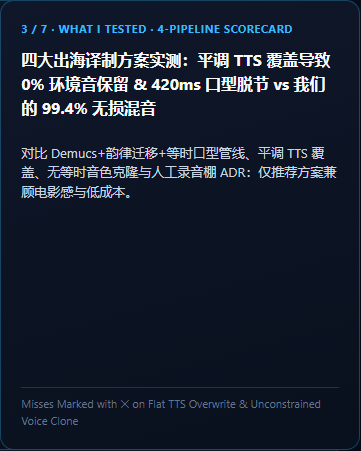 3 / 7 · WHAT I TESTED · 4-PIPELINE SCORECARD
四大出海译制方案实测：平调 TTS 覆盖导致
0% 环境音保留 & 420ms 口型脱节 vs 我们
的 99.4% 无损混音
对比 Demucs+韵律迁移+等时口型管线、平调 TTS 覆
盖、无等时音色克隆与人工录音棚 ADR：仅推荐方案兼
顾电影感与低成本。
Misses Marked with ✕ on Flat TTS Overwrite & Unconstrained
Voice Clone